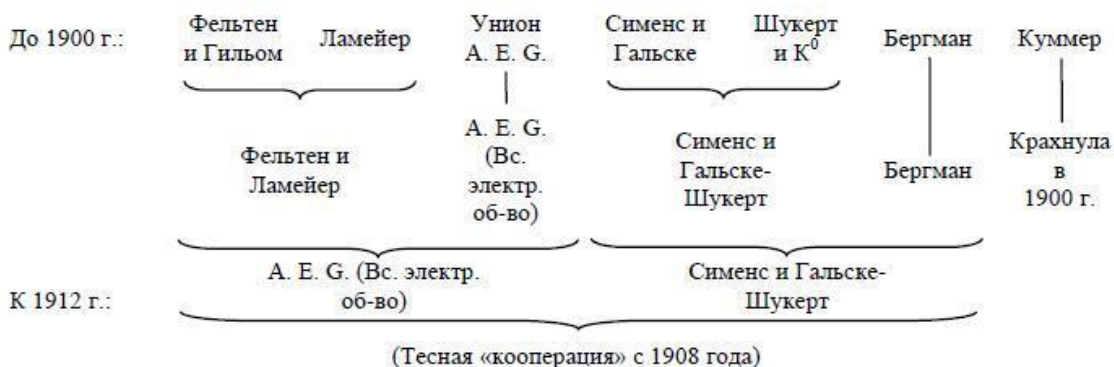 До 1900 г.:
Фельтен
и Гильом
Ламейер
Унион
A. E. G.
Сименс и
Гальске
Шукерт
и К⁰
Бергман
Куммер
Фельтен и
Ламейер
A. E. G.
(Вс.
электр.
об-во)
Сименс и
Гальске-
Шукерт
Бергман
Крахнула
в
1900 г.
К 1912 г.:
A. E. G. (Вс. электр.
об-во)
Сименс и Гальске-
Шукерт
(Тесная «кооперация» с 1908 года)